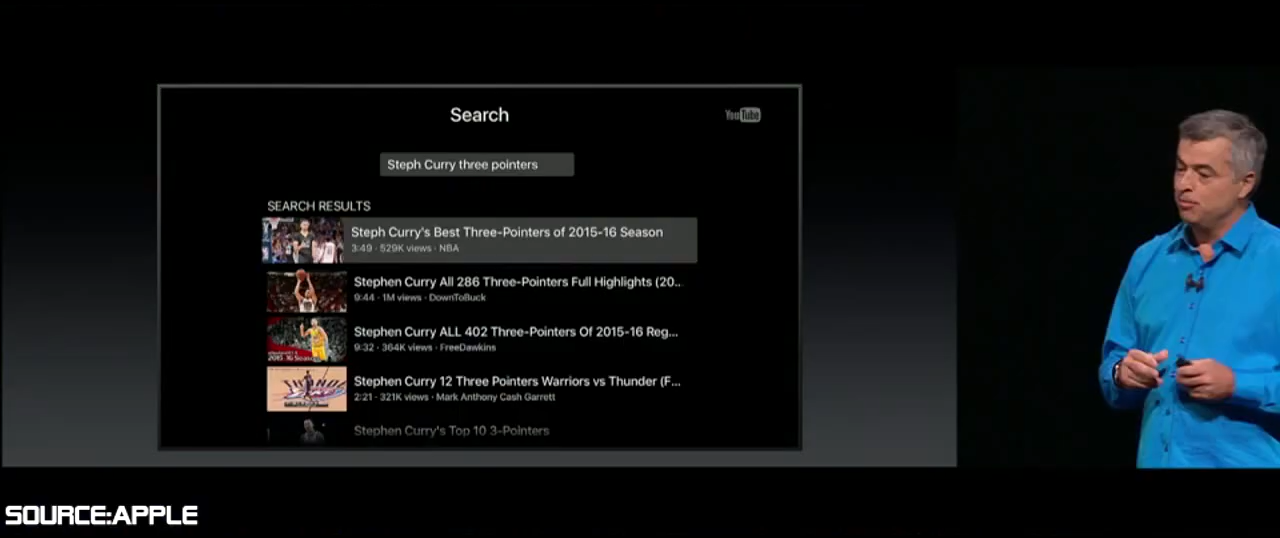 Search
YouTube
Steph Curry three pointers
SEARCH RESULTS
Steph Curry's Best Three-Pointers of 2015-16 Season
3:49 · 529K views · NBA
Stephen Curry All 286 Three-Pointers Full Highlights (20...
9:44 · 1M views · DownToBuck
Stephen Curry ALL 402 Three-Pointers Of 2015-16 Reg...
9:32 · 364K views · FreeDawkins
Stephen Curry 12 Three Pointers Warriors vs Thunder (F...
2:21 · 321K views · Mark Anthony Cash Garrett
Stephen Curry's Top 10 3-Pointers
SOURCE:APPLE